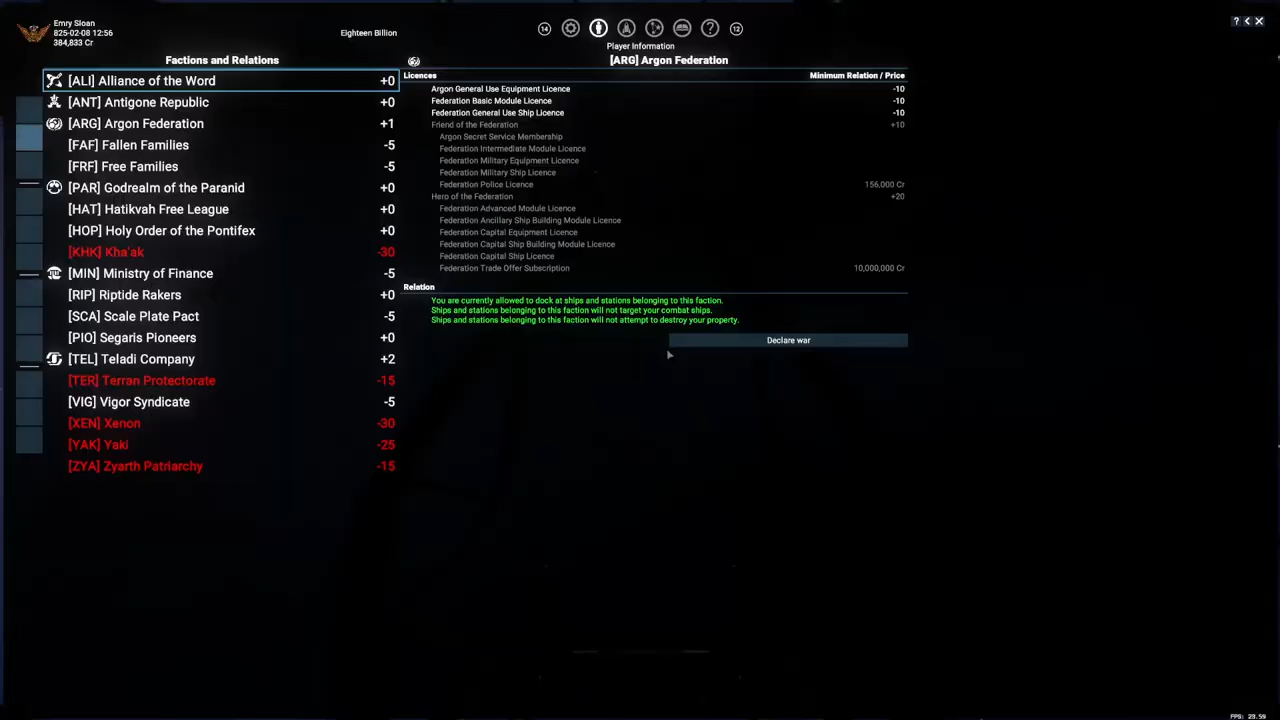 Emry Sloan
825-02-08 12:56
384,833 Cr
Eighteen Billion
14
?
12
? < X
Player Information
Factions and Relations
[ARG] Argon Federation
[ALI] Alliance of the Word +0
[ANT] Antigone Republic +0
[ARG] Argon Federation +1
[FAF] Fallen Families -5
[FRF] Free Families -5
[PAR] Godrealm of the Paranid +0
[HAT] Hatikvah Free League +0
[HOP] Holy Order of the Pontifex +0
[KHK] Kha'ak -30
[MIN] Ministry of Finance -5
[RIP] Riptide Rakers +0
[SCA] Scale Plate Pact -5
[PIO] Segaris Pioneers +0
[TEL] Teladi Company +2
[TER] Terran Protectorate -15
[VIG] Vigor Syndicate -5
[XEN] Xenon -30
[YAK] Yaki -25
[ZYA] Zyarth Patriarchy -15
Licences Minimum Relation / Price
Argon General Use Equipment Licence -10
Federation Basic Module Licence -10
Federation General Use Ship Licence -10
Friend of the Federation +10
Argon Secret Service Membership
Federation Intermediate Module Licence
Federation Military Equipment Licence
Federation Military Ship Licence
Federation Police Licence 156,000 Cr
Hero of the Federation +20
Federation Advanced Module Licence
Federation Ancillary Ship Building Module Licence
Federation Capital Equipment Licence
Federation Capital Ship Building Module Licence
Federation Capital Ship Licence
Federation Trade Offer Subscription 10,000,000 Cr
Relation
You are currently allowed to dock at ships and stations belonging to this faction.
Ships and stations belonging to this faction will not target your combat ships.
Ships and stations belonging to this faction will not attempt to destroy your property.
Declare war
FPS: 23.59